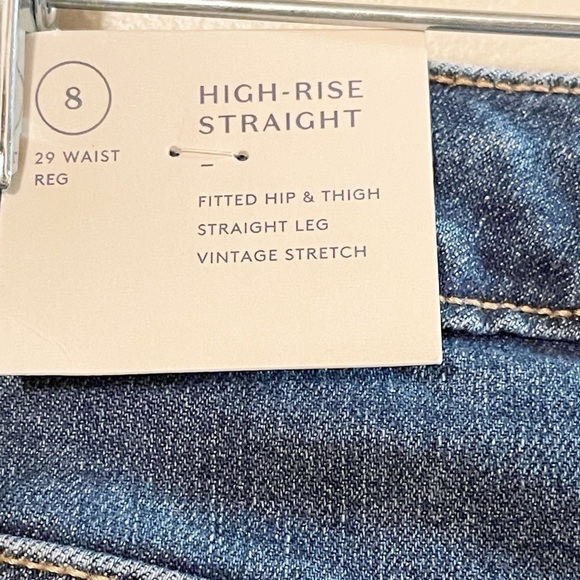 8
29 WAIST
REG
HIGH-RISE
STRAIGHT
–
FITTED HIP & THIGH
STRAIGHT LEG
VINTAGE STRETCH